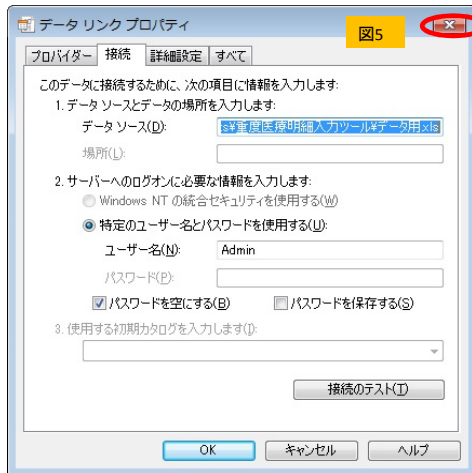 データ リンク プロパティ
図5
プロバイダー 接続 詳細設定 すべて
このデータに接続するために、次の項目に情報を入力します:
1. データ ソースとデータの場所を入力します:
データ ソース(D): s¥重度医療明細入力ツール¥データ用.xls
場所(L):
2. サーバーへのログオンに必要な情報を入力します:
Windows NT の統合セキュリティを使用する(W)
特定のユーザー名とパスワードを使用する(U):
ユーザー名(N): Admin
パスワード(P):
パスワードを空にする(B) パスワードを保存する(S)
3. 使用する初期カタログを入力します(I):
接続のテスト(T)
OK キャンセル ヘルプ